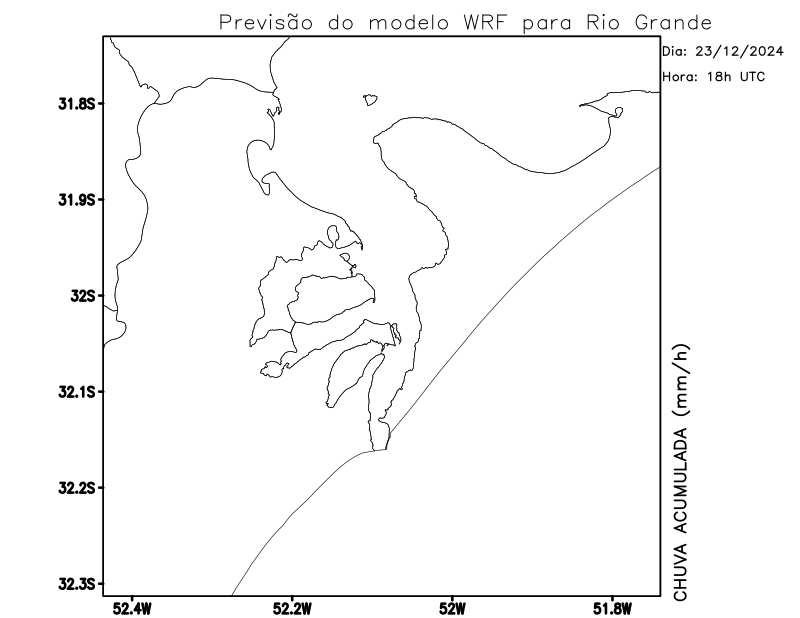 Previsão do modelo WRF para Rio Grande
Dia: 23/12/2024
Hora: 18h UTC
31.8S
31.9S
32S
32.1S
32.2S
32.3S
52.4W
52.2W
52W
51.8W
CHUVA ACUMULADA (mm/h)